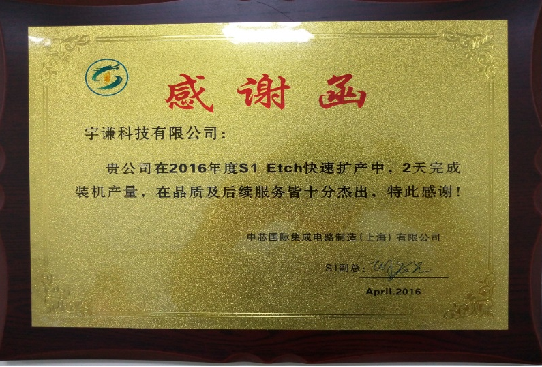 感谢函
宇谦科技有限公司：
贵公司在2016年度S1 Etch快速扩产中，2天完成
装机产量，在品质及后续服务皆十分杰出，特此感谢！
中芯国际集成电路制造(上海)有限公司
April.2016